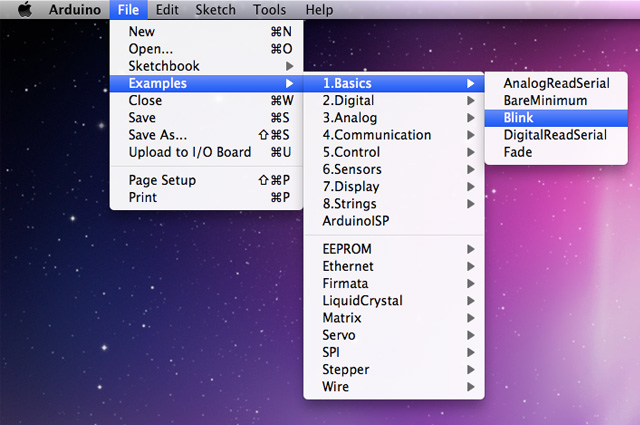 Arduino File Edit Sketch Tools Help
New ⌘N
Open... ⌘O
Sketchbook
Examples
Close ⌘W
Save ⌘S
Save As... ⇧⌘S
Upload to I/O Board ⌘U
Page Setup ⇧⌘P
Print ⌘P
1.Basics
2.Digital
3.Analog
4.Communication
5.Control
6.Sensors
7.Display
8.Strings
ArduinoISP
EEPROM
Ethernet
Firmata
LiquidCrystal
Matrix
Servo
SPI
Stepper
Wire
AnalogReadSerial
BareMinimum
Blink
DigitalReadSerial
Fade